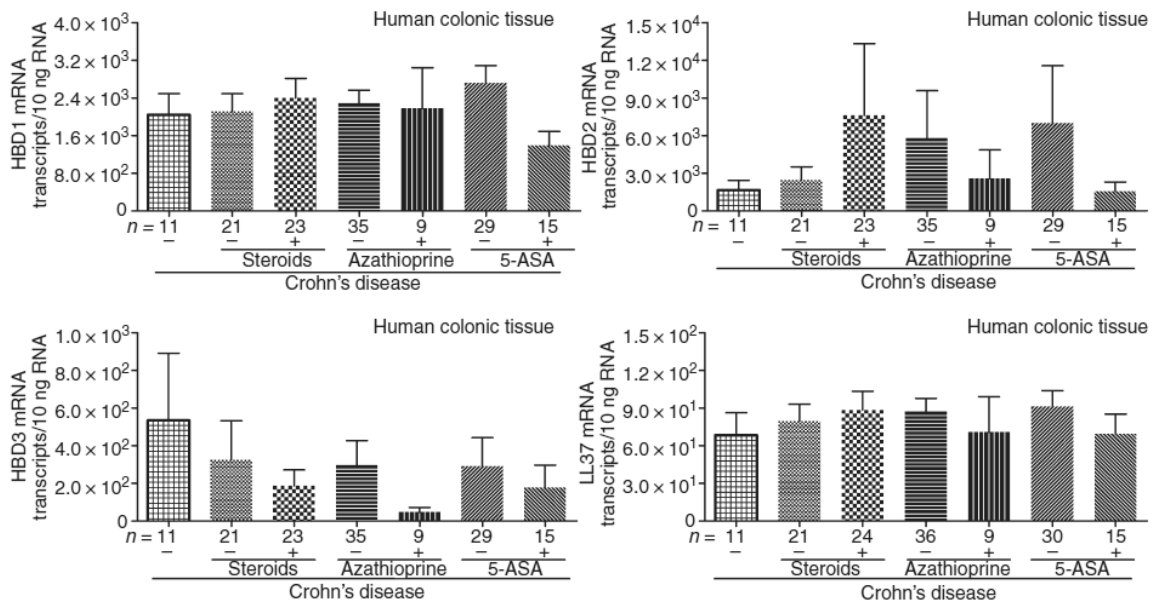 Human colonic tissue
HBD1 mRNA
transcripts/10 ng RNA
4.0 × 10³
3.2 × 10³
2.4 × 10³
1.6 × 10³
8.0 × 10²
0
n = 11 21 23 35 9 29 15
– – + – + – +
Steroids Azathioprine 5-ASA
Crohn's disease
Human colonic tissue
HBD2 mRNA
transcripts/10 ng RNA
1.5 × 10⁴
1.2 × 10⁴
9.0 × 10³
6.0 × 10³
3.0 × 10³
0
n = 11 21 23 35 9 29 15
– – + – + – +
Steroids Azathioprine 5-ASA
Crohn's disease
Human colonic tissue
HBD3 mRNA
transcripts/10 ng RNA
1.0 × 10³
8.0 × 10²
6.0 × 10²
4.0 × 10²
2.0 × 10²
0
n = 11 21 23 35 9 29 15
– – + – + – +
Steroids Azathioprine 5-ASA
Crohn's disease
Human colonic tissue
LL37 mRNA
transcripts/10 ng RNA
1.5 × 10²
1.2 × 10²
9.0 × 10¹
6.0 × 10¹
3.0 × 10¹
0
n = 11 21 24 36 9 30 15
– – + – + – +
Steroids Azathioprine 5-ASA
Crohn's disease